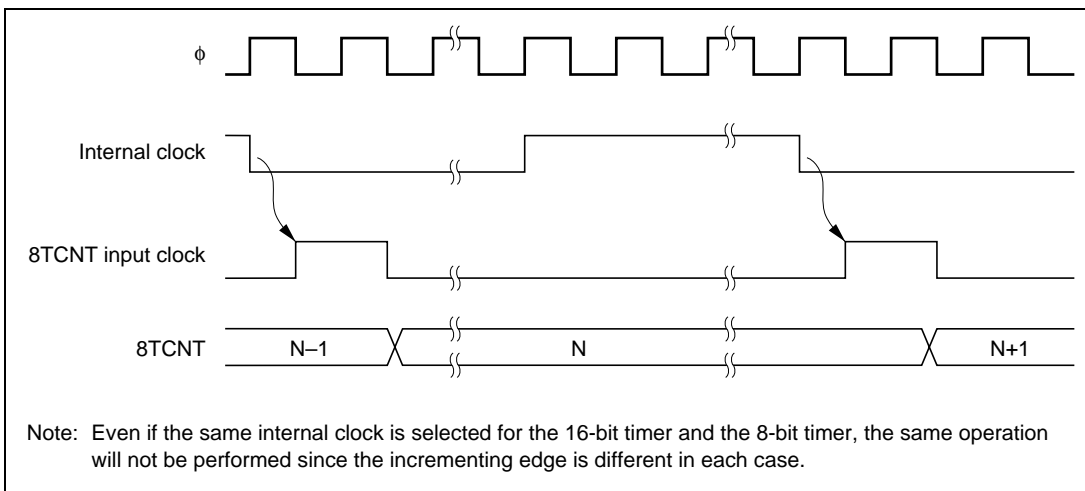 ϕ
Internal clock
8TCNT input clock
8TCNT
N–1
N
N+1
Note: Even if the same internal clock is selected for the 16-bit timer and the 8-bit timer, the same operation
will not be performed since the incrementing edge is different in each case.